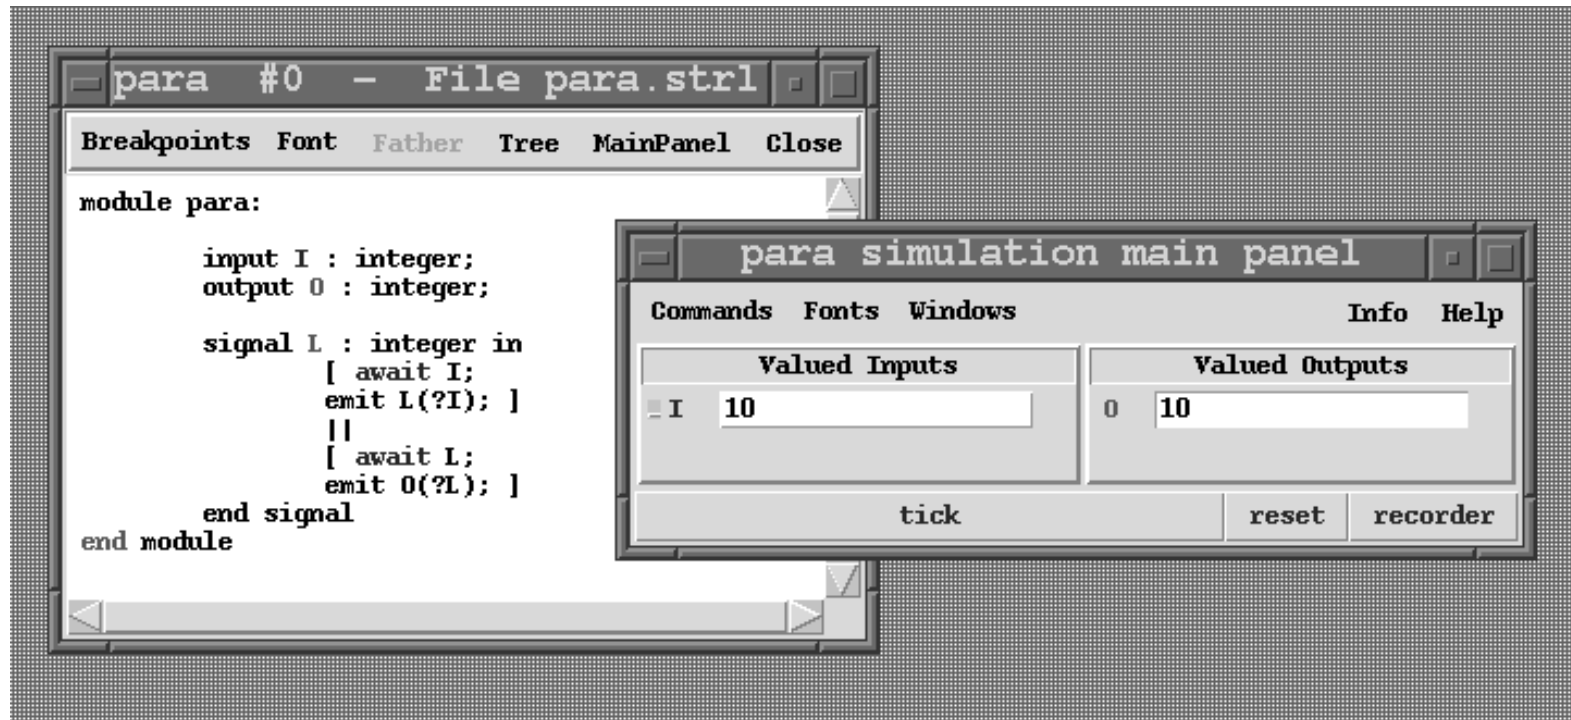 para #0 - File para.strl
Breakpoints Font Father Tree MainPanel Close
module para:
input I : integer;
output O : integer;
signal L : integer in
[ await I;
emit L(?I); ]
||
[ await L;
emit O(?L); ]
end signal
end module
para simulation main panel
Commands Fonts Windows Info Help
Valued Inputs
I 10
Valued Outputs
O 10
tick reset recorder